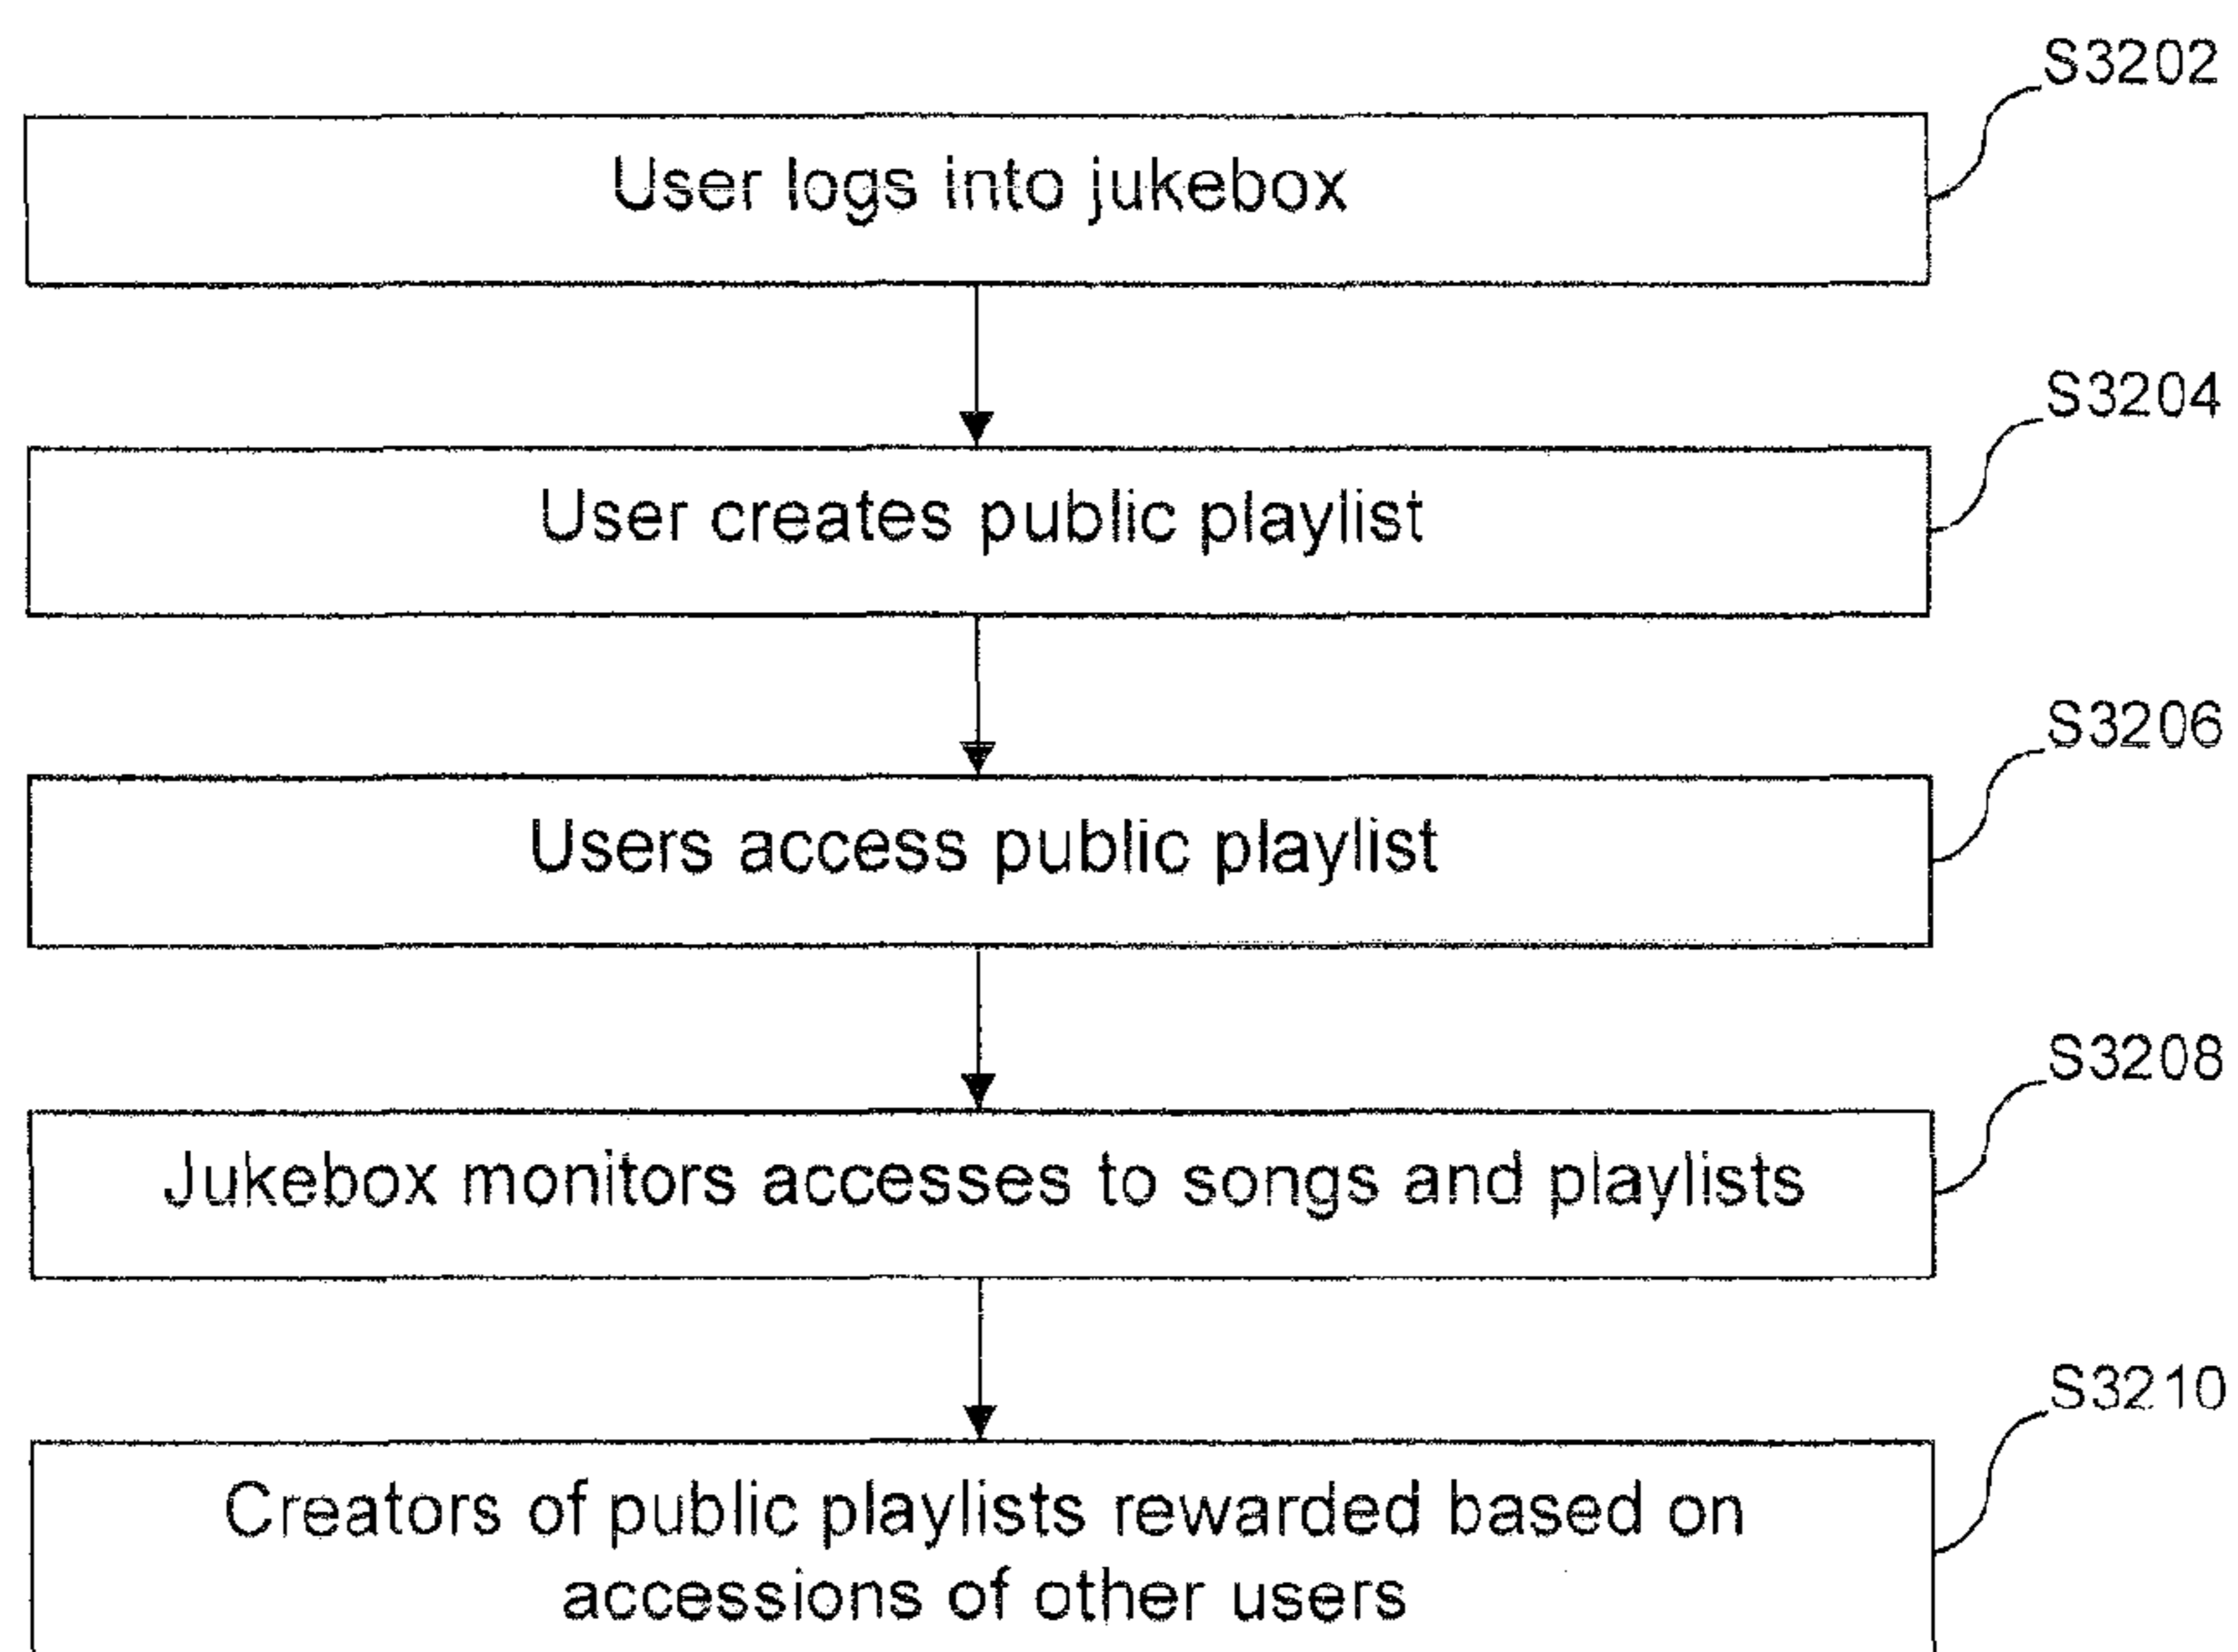 S3202
User logs into jukebox
S3204
User creates public playlist
S3206
Users access public playlist
S3208
Jukebox monitors accesses to songs and playlists
S3210
Creators of public playlists rewarded based on
accessions of other users